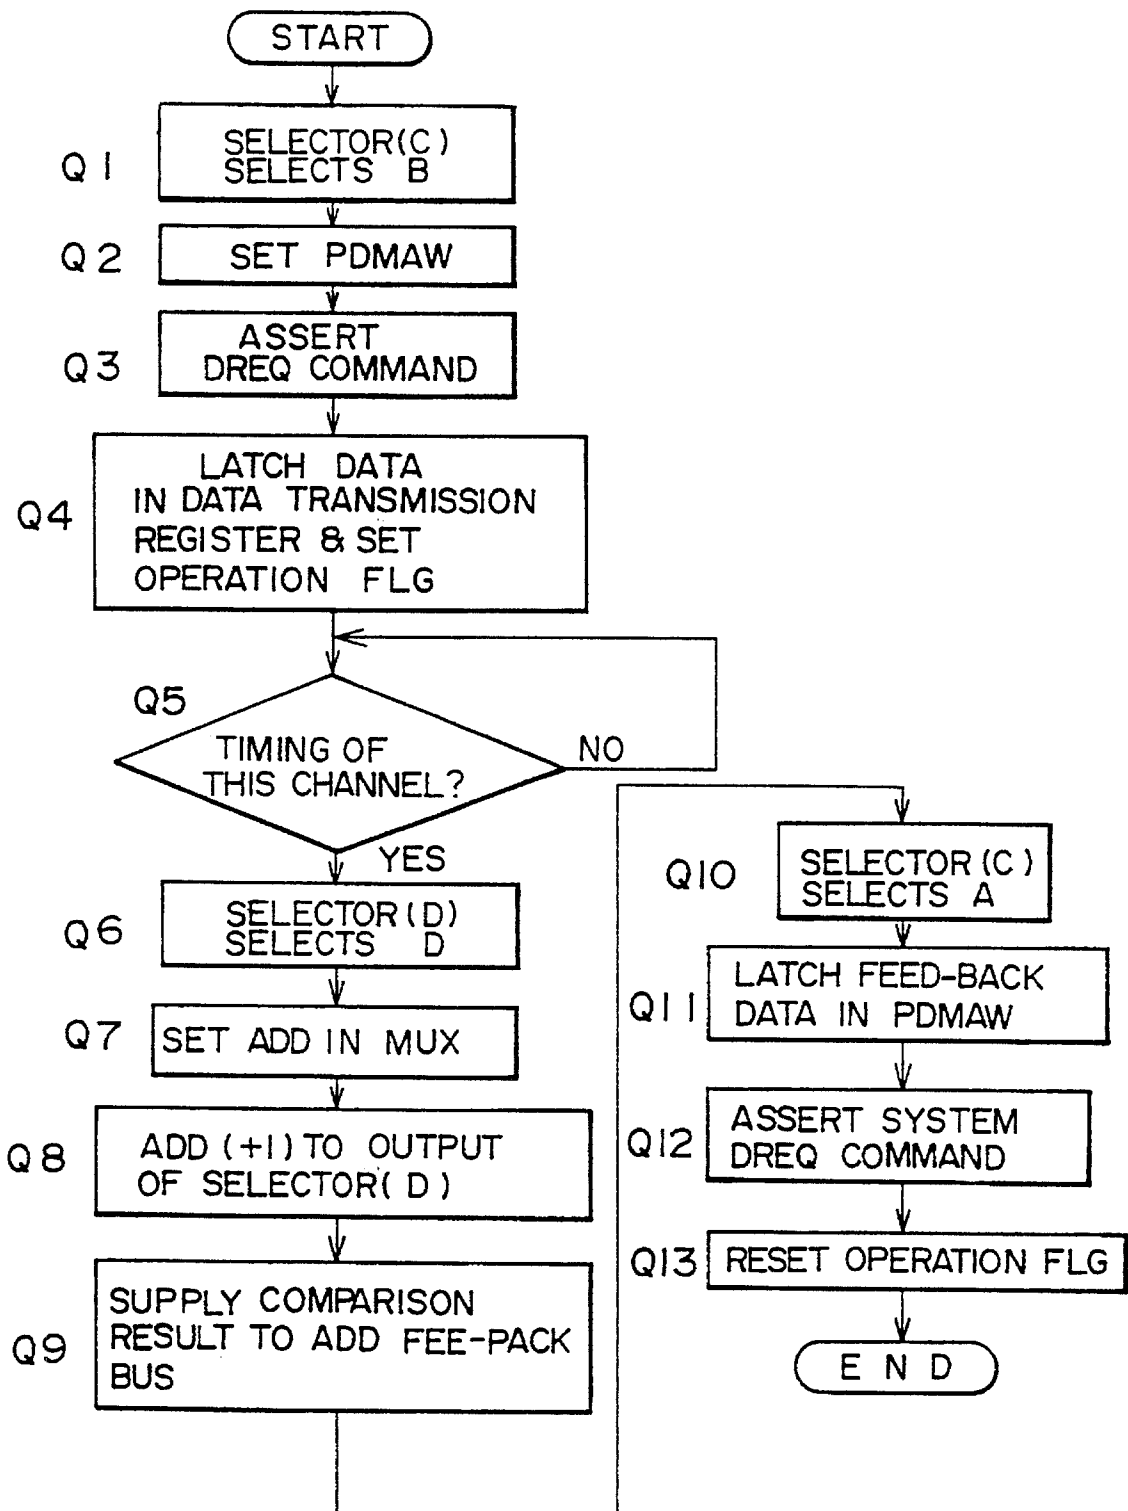 START
Q1
SELECTOR(C)
SELECTS B
Q2
SET PDMAW
Q3
ASSERT
DREQ COMMAND
Q4
LATCH DATA
IN DATA TRANSMISSION
REGISTER & SET
OPERATION FLG
Q5
TIMING OF
THIS CHANNEL?
NO
YES
Q6
SELECTOR(D)
SELECTS D
Q7
SET ADD IN MUX
Q8
ADD (+1) TO OUTPUT
OF SELECTOR(D)
Q9
SUPPLY COMPARISON
RESULT TO ADD FEE-PACK
BUS
Q10
SELECTOR(C)
SELECTS A
Q11
LATCH FEED-BACK
DATA IN PDMAW
Q12
ASSERT SYSTEM
DREQ COMMAND
Q13
RESET OPERATION FLG
END